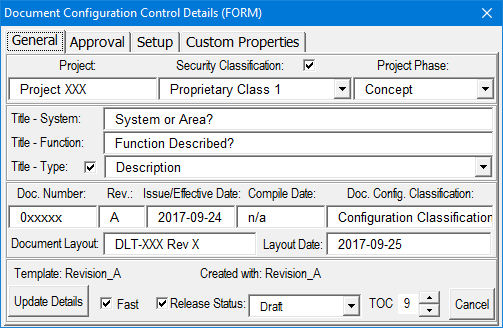 Document Configuration Control Details (FORM)
General Approval Setup Custom Properties
Project: Security Classification: Project Phase:
Project XXX Proprietary Class 1 Concept
Title - System: System or Area?
Title - Function: Function Described?
Title - Type: Description
Doc. Number: Rev.: Issue/Effective Date: Compile Date: Doc. Config. Classification:
0xxxxx A 2017-09-24 n/a Configuration Classification
Document Layout: DLT-XXX Rev X Layout Date: 2017-09-25
Template: Revision_A Created with: Revision_A
Update Details Fast Release Status: Draft TOC 9 Cancel